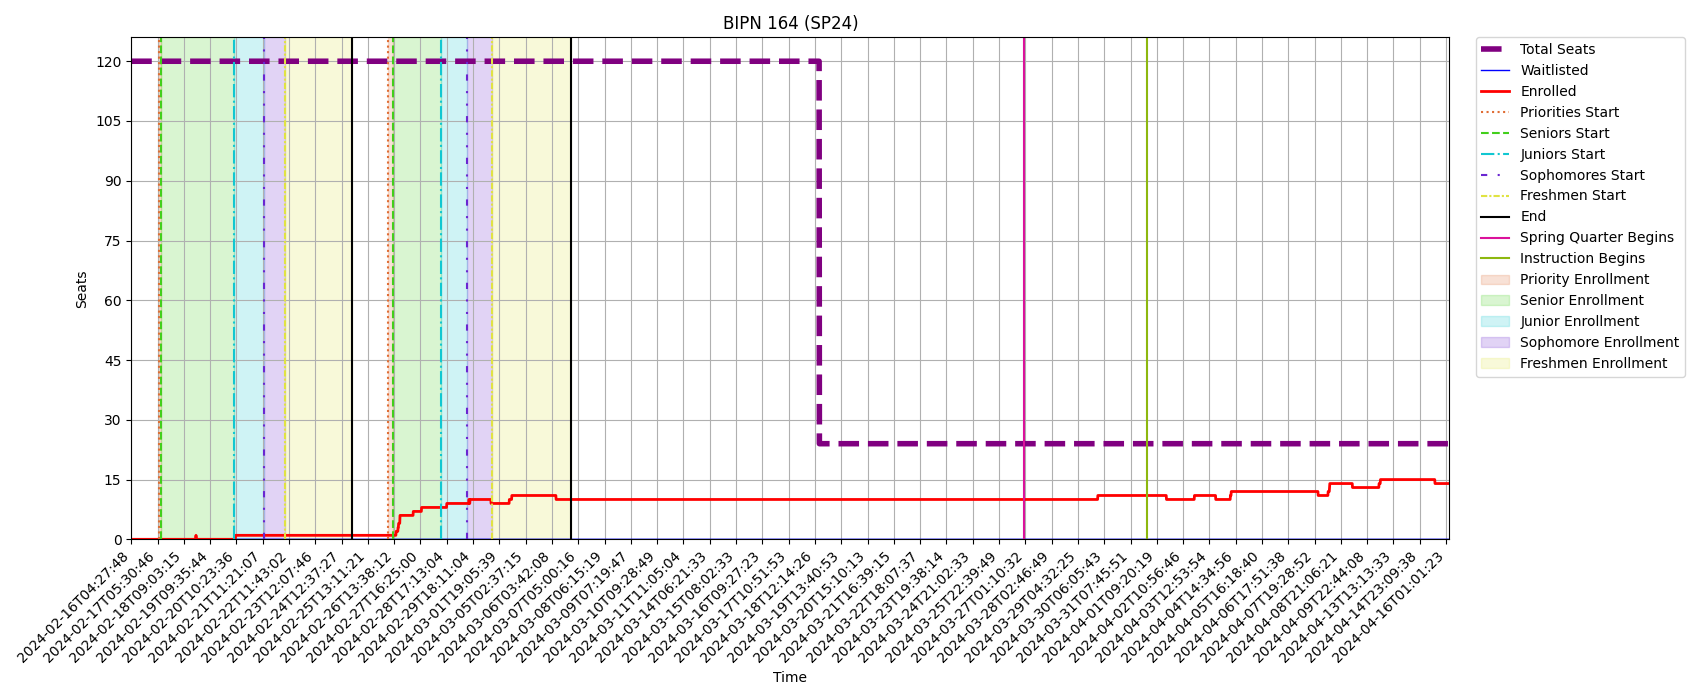 BIPN 164 (SP24)
Seats
120
105
90
75
60
45
30
15
0
2024-02-16T04:27:48
2024-02-17T05:30:46
2024-02-18T09:03:15
2024-02-19T09:35:44
2024-02-20T10:23:36
2024-02-21T11:21:07
2024-02-22T11:43:02
2024-02-23T12:07:46
2024-02-24T12:37:27
2024-02-25T13:11:21
2024-02-26T13:38:12
2024-02-27T16:25:00
2024-02-28T17:13:04
2024-02-29T18:11:04
2024-03-01T19:05:39
2024-03-05T02:37:15
2024-03-06T03:42:08
2024-03-07T05:00:16
2024-03-08T06:15:19
2024-03-09T07:19:47
2024-03-10T09:28:49
2024-03-11T11:05:04
2024-03-14T06:21:33
2024-03-15T08:02:33
2024-03-16T09:27:23
2024-03-17T10:51:53
2024-03-18T12:14:26
2024-03-19T13:40:53
2024-03-20T15:10:13
2024-03-21T16:39:15
2024-03-22T18:07:37
2024-03-23T19:38:14
2024-03-24T21:02:33
2024-03-25T22:39:49
2024-03-27T01:10:32
2024-03-28T02:46:49
2024-03-29T04:32:25
2024-03-30T06:05:43
2024-03-31T07:45:51
2024-04-01T09:20:19
2024-04-02T10:56:46
2024-04-03T12:53:54
2024-04-04T14:34:56
2024-04-05T16:18:40
2024-04-06T17:51:38
2024-04-07T19:28:52
2024-04-08T21:06:21
2024-04-09T22:44:08
2024-04-13T13:13:33
2024-04-14T23:09:38
2024-04-16T01:01:23
Time
Total Seats
Waitlisted
Enrolled
Priorities Start
Seniors Start
Juniors Start
Sophomores Start
Freshmen Start
End
Spring Quarter Begins
Instruction Begins
Priority Enrollment
Senior Enrollment
Junior Enrollment
Sophomore Enrollment
Freshmen Enrollment